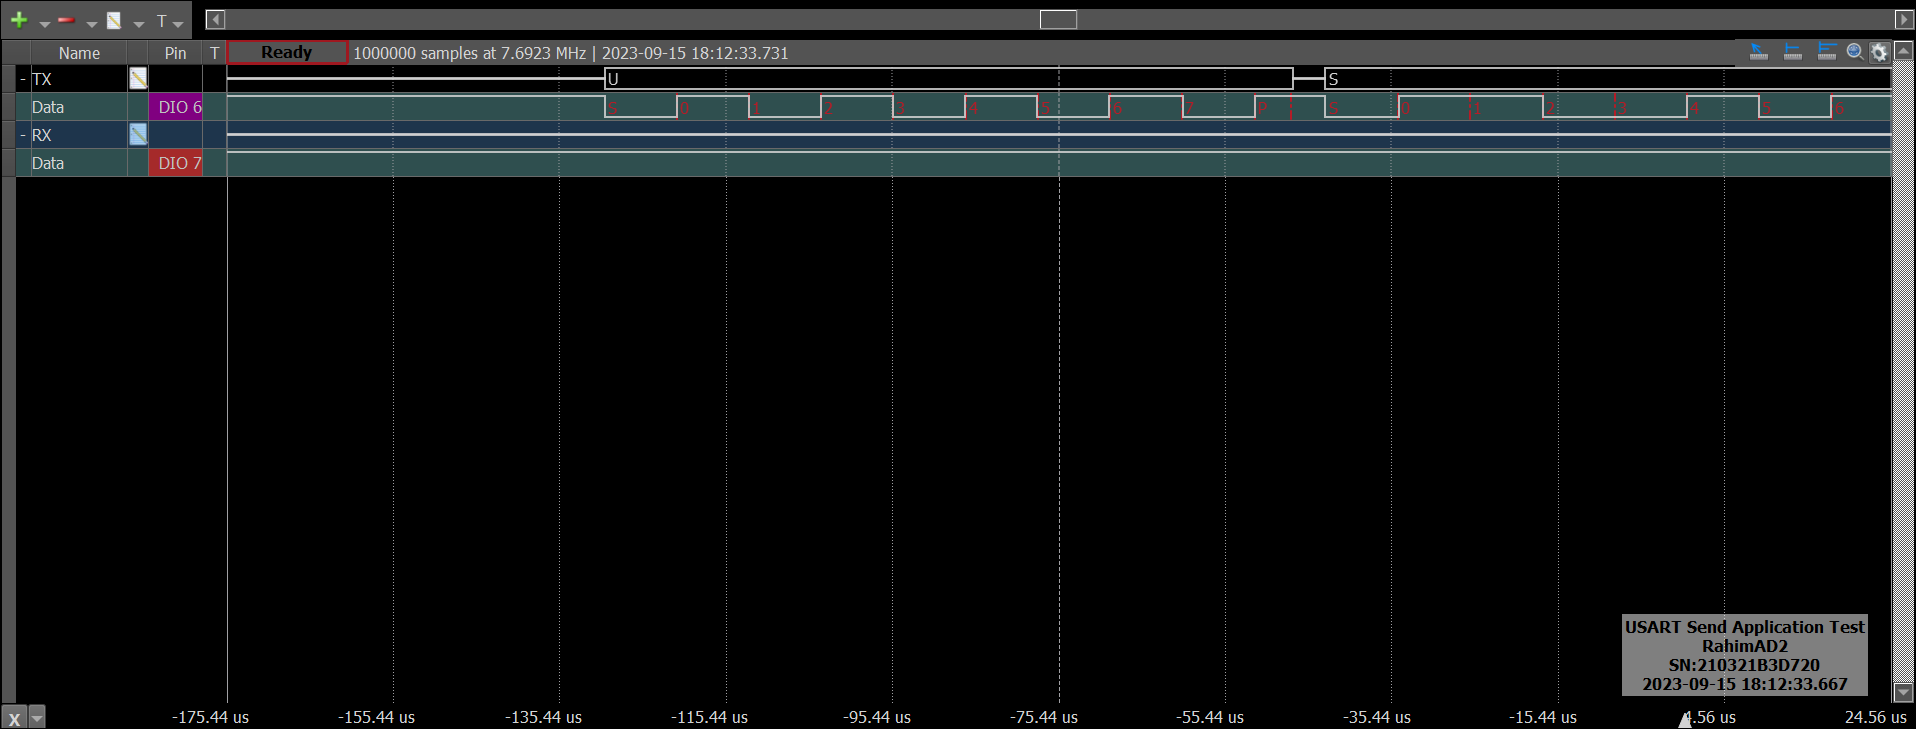 T
Name Pin T Ready 1000000 samples at 7.6923 MHz | 2023-09-15 18:12:33.731
- TX U S
Data DIO 6 S 0 1 2 3 4 5 6 7 P S 0 1 2 3 4 5 6
- RX
Data DIO 7
USART Send Application Test
RahimAD2
SN:210321B3D720
2023-09-15 18:12:33.667
X -175.44 us -155.44 us -135.44 us -115.44 us -95.44 us -75.44 us -55.44 us -35.44 us -15.44 us 4.56 us 24.56 us